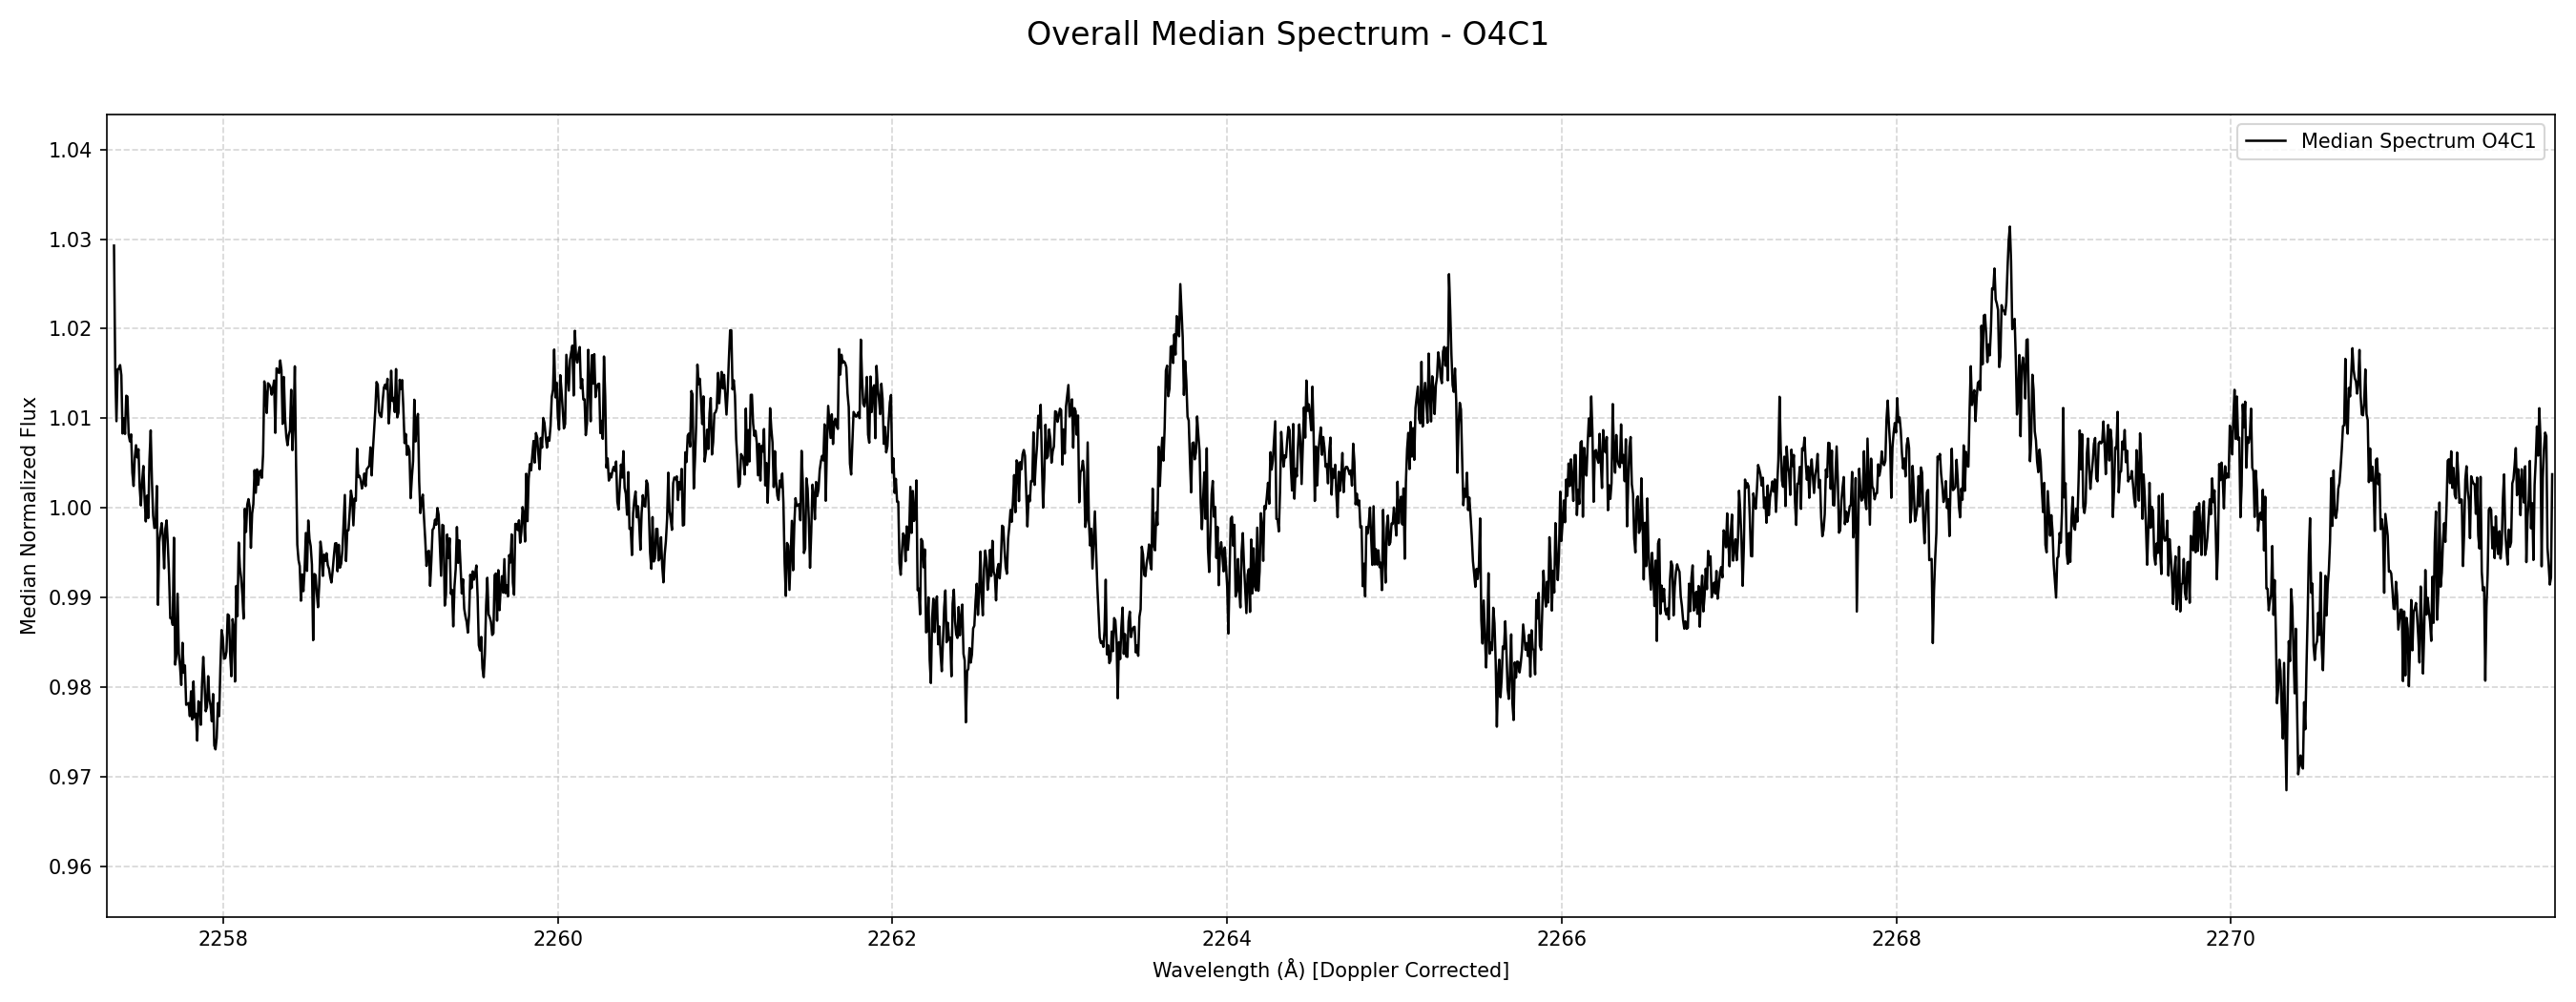 Overall Median Spectrum - O4C1
Median Spectrum O4C1
Median Normalized Flux
1.04
1.03
1.02
1.01
1.00
0.99
0.98
0.97
0.96
2258 2260 2262 2264 2266 2268 2270
Wavelength (Å) [Doppler Corrected]